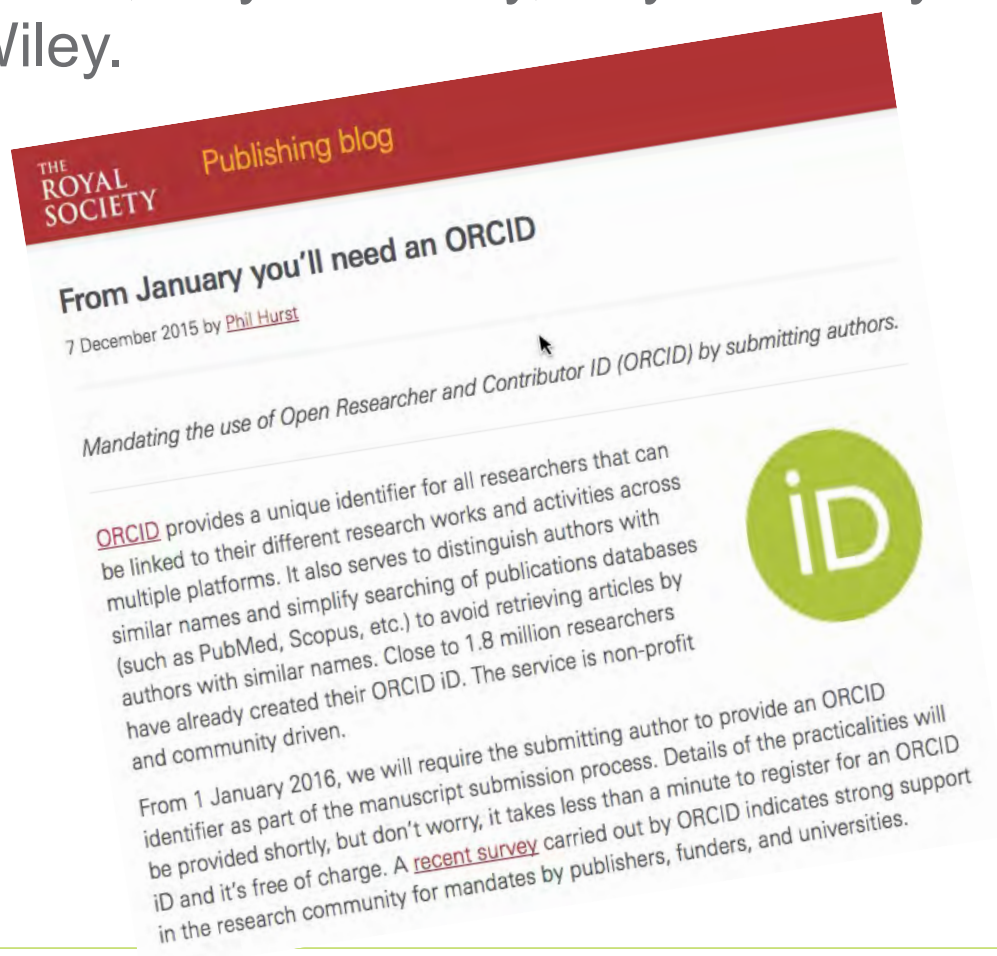 Wiley.
THE
ROYAL
SOCIETY
Publishing blog
From January you'll need an ORCID
7 December 2015 by Phil Hurst
Mandating the use of Open Researcher and Contributor ID (ORCID) by submitting authors.
ORCID provides a unique identifier for all researchers that can
be linked to their different research works and activities across
multiple platforms. It also serves to distinguish authors with
similar names and simplify searching of publications databases
(such as PubMed, Scopus, etc.) to avoid retrieving articles by
authors with similar names. Close to 1.8 million researchers
have already created their ORCID iD. The service is non-profit
and community driven.
iD
From 1 January 2016, we will require the submitting author to provide an ORCID
identifier as part of the manuscript submission process. Details of the practicalities will
be provided shortly, but don't worry, it takes less than a minute to register for an ORCID
iD and it's free of charge. A recent survey carried out by ORCID indicates strong support
in the research community for mandates by publishers, funders, and universities.